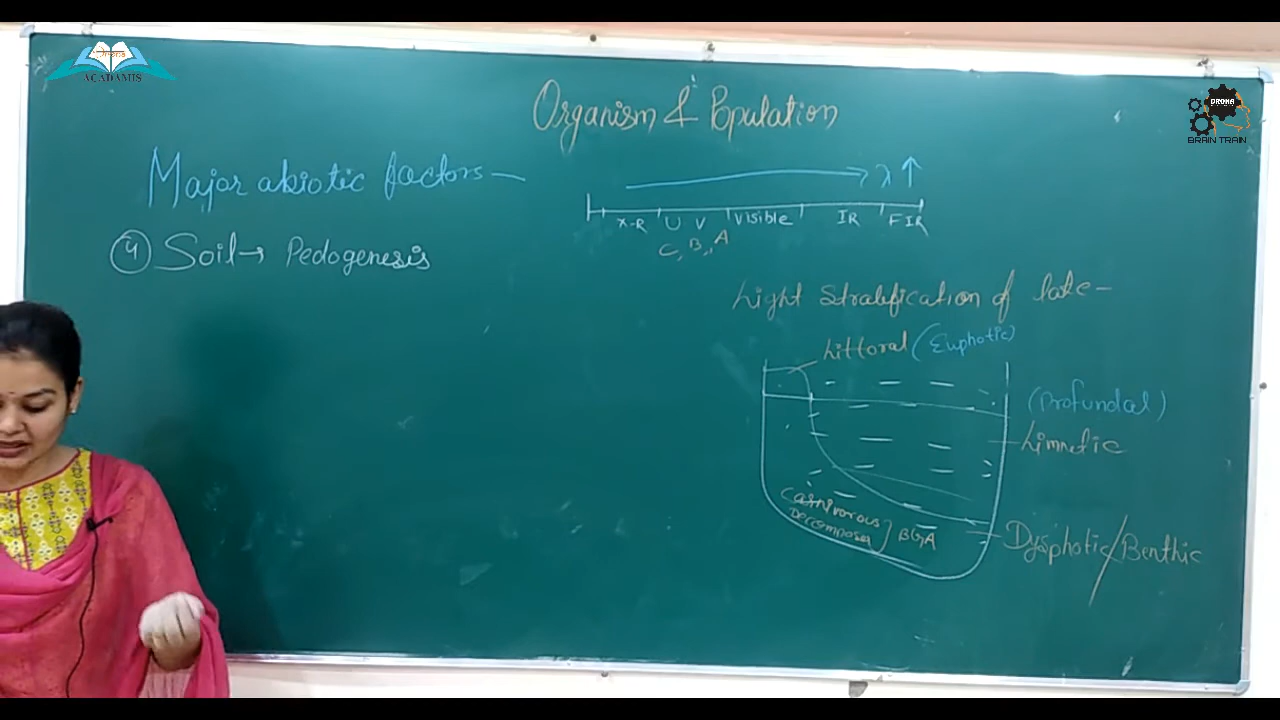 Drona
ACADAMIS
DRONA
BRAIN TRAIN
Organism & Population
Major abiotic factors —
λ ↑
X-R U V Visible IR FIR
C, B, A
④ Soil → Pedogenesis
Light Stratification of lake —
Littoral (Euphotic)
(Profundal)
Limnetic
Carnivorous
Decomposer } BGA
Dysphotic/Benthic